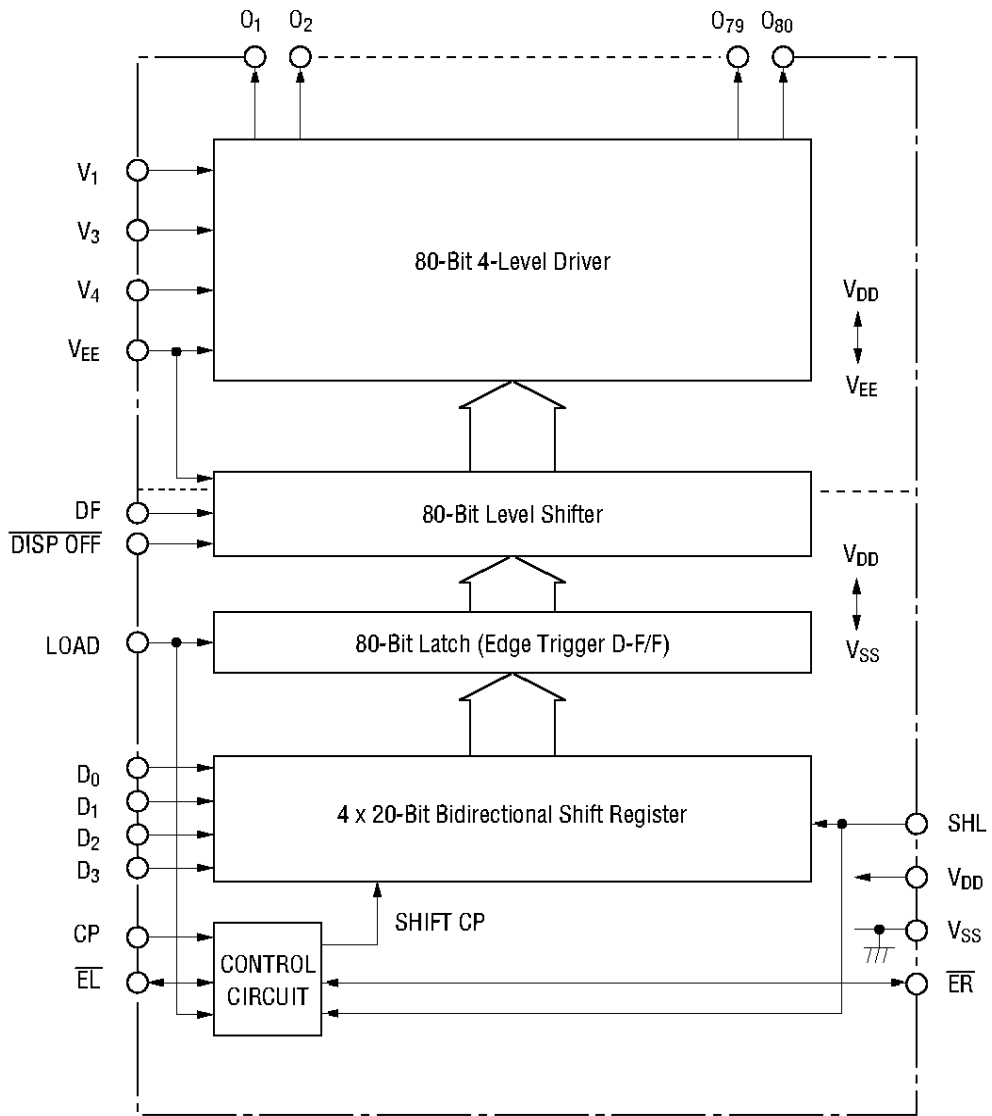 O1 O2 O79 O80
V1
V3
80-Bit 4-Level Driver
V4
VDD
VEE
VEE
80-Bit Level Shifter
DF
DISP OFF
VDD
LOAD
80-Bit Latch (Edge Trigger D-F/F)
VSS
D0
D1
4 x 20-Bit Bidirectional Shift Register
SHL
D2
D3
VDD
SHIFT CP
CP
VSS
CONTROL
CIRCUIT
EL
ER